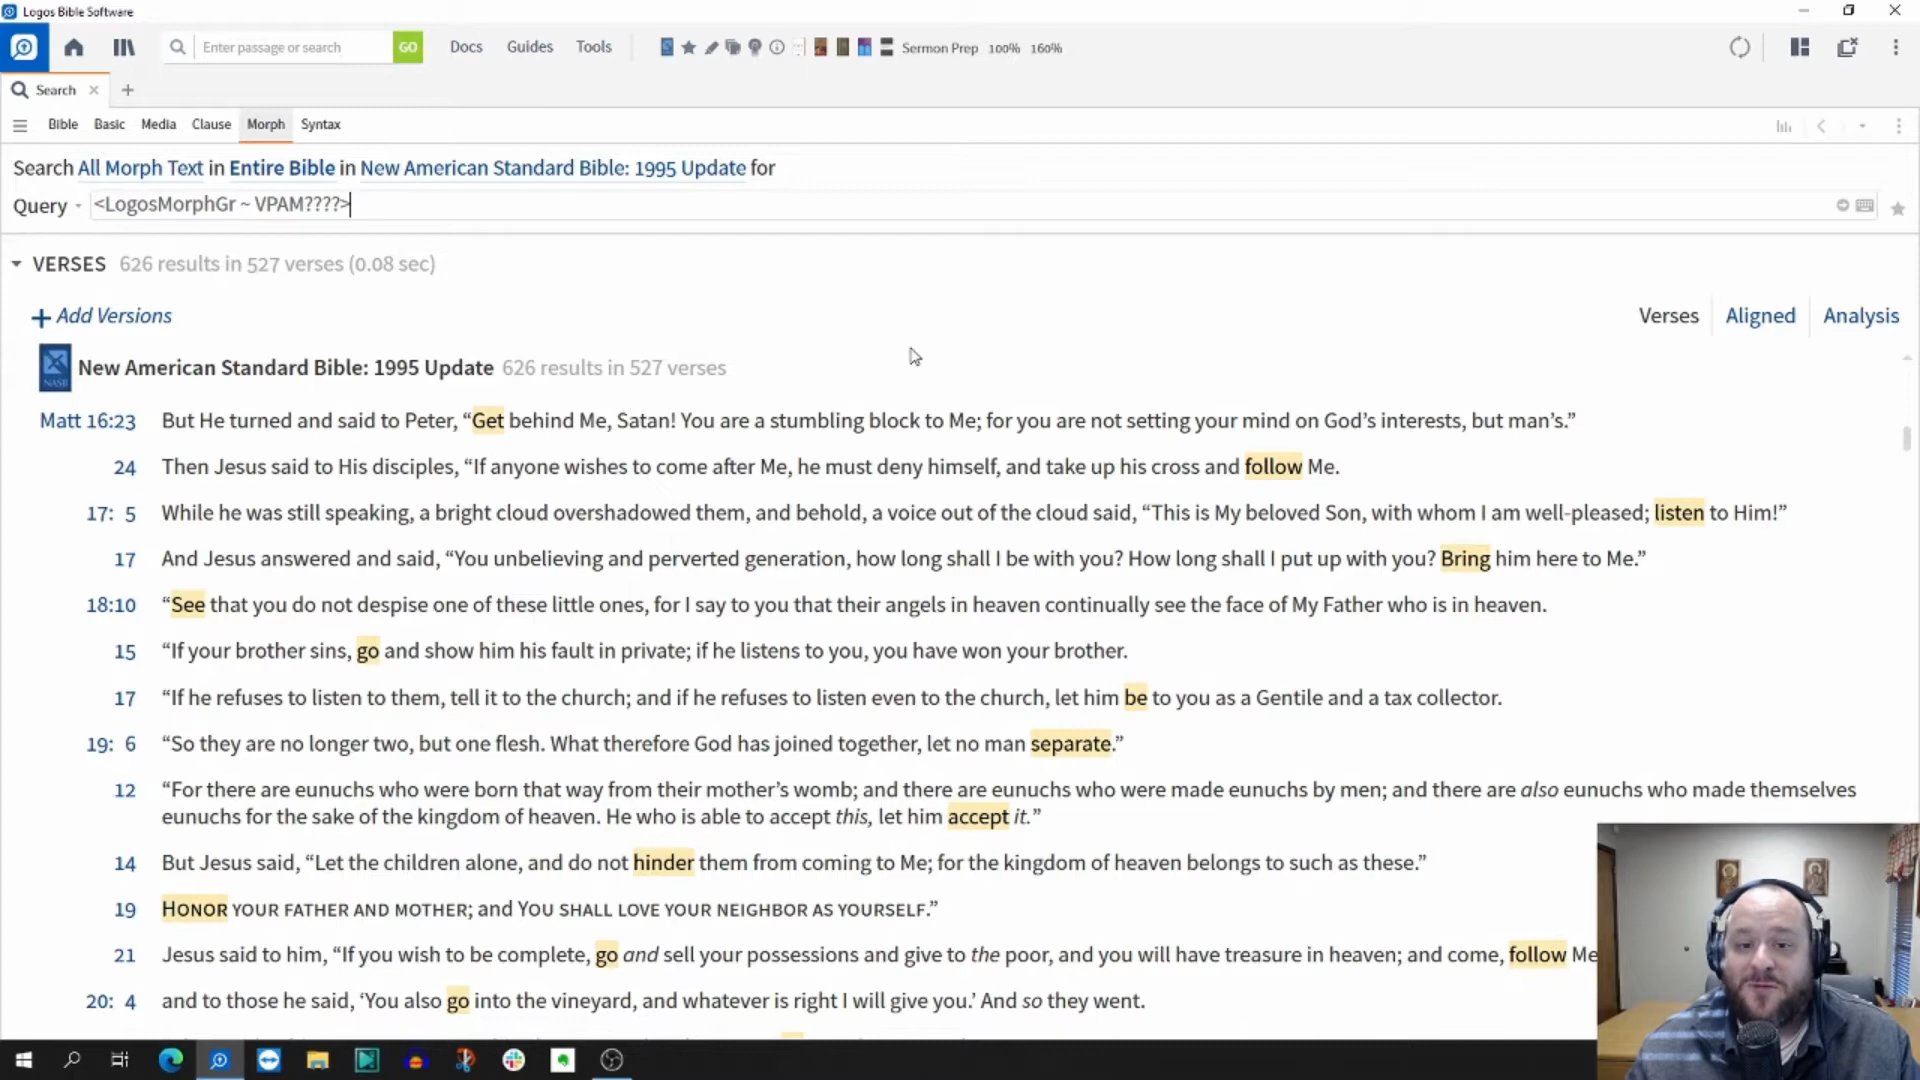 Logos Bible Software
Enter passage or search
GO
Docs
Guides
Tools
Sermon Prep
100%
160%
Search
Bible
Basic
Media
Clause
Morph
Syntax
Search All Morph Text in Entire Bible in New American Standard Bible: 1995 Update for
Query
<LogosMorphGr ~ VPAM????>
VERSES 626 results in 527 verses (0.08 sec)
Add Versions
Verses
Aligned
Analysis
NASB
New American Standard Bible: 1995 Update 626 results in 527 verses
Matt 16:23 But He turned and said to Peter, “Get behind Me, Satan! You are a stumbling block to Me; for you are not setting your mind on God’s interests, but man’s.”
24 Then Jesus said to His disciples, “If anyone wishes to come after Me, he must deny himself, and take up his cross and follow Me.
17: 5 While he was still speaking, a bright cloud overshadowed them, and behold, a voice out of the cloud said, “This is My beloved Son, with whom I am well-pleased; listen to Him!”
17 And Jesus answered and said, “You unbelieving and perverted generation, how long shall I be with you? How long shall I put up with you? Bring him here to Me.”
18:10 “See that you do not despise one of these little ones, for I say to you that their angels in heaven continually see the face of My Father who is in heaven.
15 “If your brother sins, go and show him his fault in private; if he listens to you, you have won your brother.
17 “If he refuses to listen to them, tell it to the church; and if he refuses to listen even to the church, let him be to you as a Gentile and a tax collector.
19: 6 “So they are no longer two, but one flesh. What therefore God has joined together, let no man separate.”
12 “For there are eunuchs who were born that way from their mother’s womb; and there are eunuchs who were made eunuchs by men; and there are also eunuchs who made themselves
eunuchs for the sake of the kingdom of heaven. He who is able to accept this, let him accept it.”
14 But Jesus said, “Let the children alone, and do not hinder them from coming to Me; for the kingdom of heaven belongs to such as these.”
19 HONOR YOUR FATHER AND MOTHER; and YOU SHALL LOVE YOUR NEIGHBOR AS YOURSELF.”
21 Jesus said to him, “If you wish to be complete, go and sell your possessions and give to the poor, and you will have treasure in heaven; and come, follow Me
20: 4 and to those he said, ‘You also go into the vineyard, and whatever is right I will give you.’ And so they went.